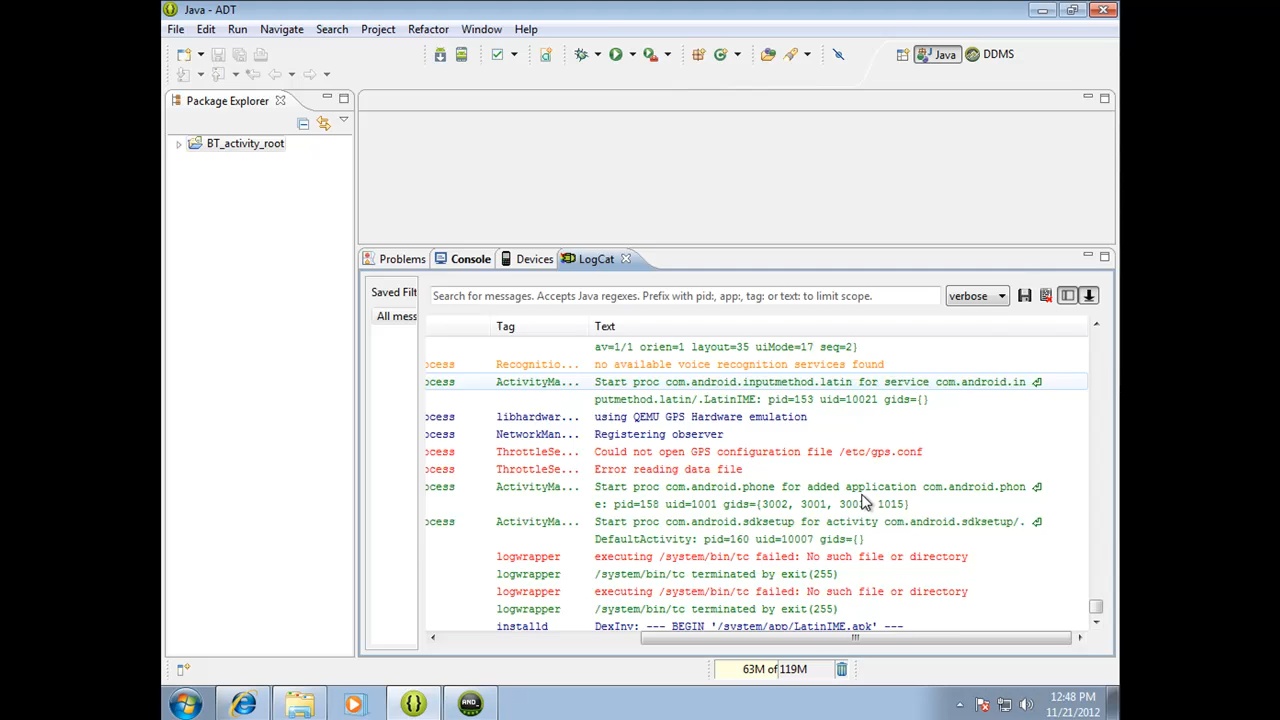 Java - ADT
File Edit Run Navigate Search Project Refactor Window Help
Java DDMS
Package Explorer
BT_activity_root
Problems Console Devices LogCat
Saved Filt
Search for messages. Accepts Java regexes. Prefix with pid:, app:, tag: or text: to limit scope.
verbose
All mess
Tag Text
av=1/1 orien=1 layout=35 uiMode=17 seq=2}
ocess Recognitio... no available voice recognition services found
ocess ActivityMa... Start proc com.android.inputmethod.latin for service com.android.in
putmethod.latin/.LatinIME: pid=153 uid=10021 gids={}
ocess libhardwar... using QEMU GPS Hardware emulation
ocess NetworkMan... Registering observer
ocess ThrottleSe... Could not open GPS configuration file /etc/gps.conf
ocess ThrottleSe... Error reading data file
ocess ActivityMa... Start proc com.android.phone for added application com.android.phon
e: pid=158 uid=1001 gids={3002, 3001, 1015}
ocess ActivityMa... Start proc com.android.sdksetup for activity com.android.sdksetup/.
DefaultActivity: pid=160 uid=10007 gids={}
logwrapper executing /system/bin/tc failed: No such file or directory
logwrapper /system/bin/tc terminated by exit(255)
logwrapper executing /system/bin/tc failed: No such file or directory
logwrapper /system/bin/tc terminated by exit(255)
installd DexInv: --- BEGIN '/system/app/LatinIME.apk' ---
63M of 119M
AND_
12:48 PM
11/21/2012